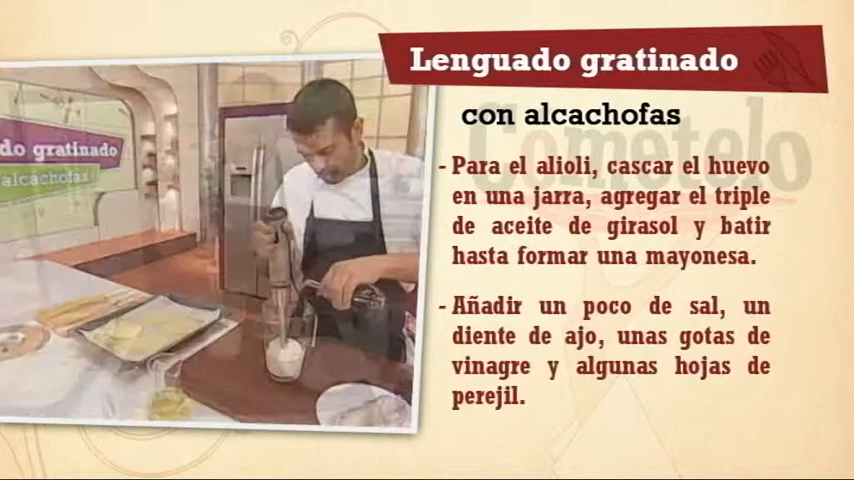 Lenguado gratinado
con alcachofas
Cometelo
- Para el alioli, cascar el huevo
en una jarra, agregar el triple
de aceite de girasol y batir
hasta formar una mayonesa.
- Añadir un poco de sal, un
diente de ajo, unas gotas de
vinagre y algunas hojas de
perejil.
do gratinado
alcachofas